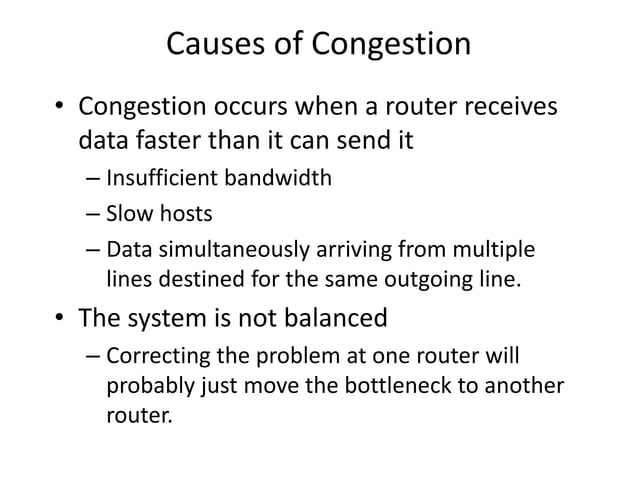 Causes of Congestion
• Congestion occurs when a router receives
data faster than it can send it
– Insufficient bandwidth
– Slow hosts
– Data simultaneously arriving from multiple
lines destined for the same outgoing line.
• The system is not balanced
– Correcting the problem at one router will
probably just move the bottleneck to another
router.